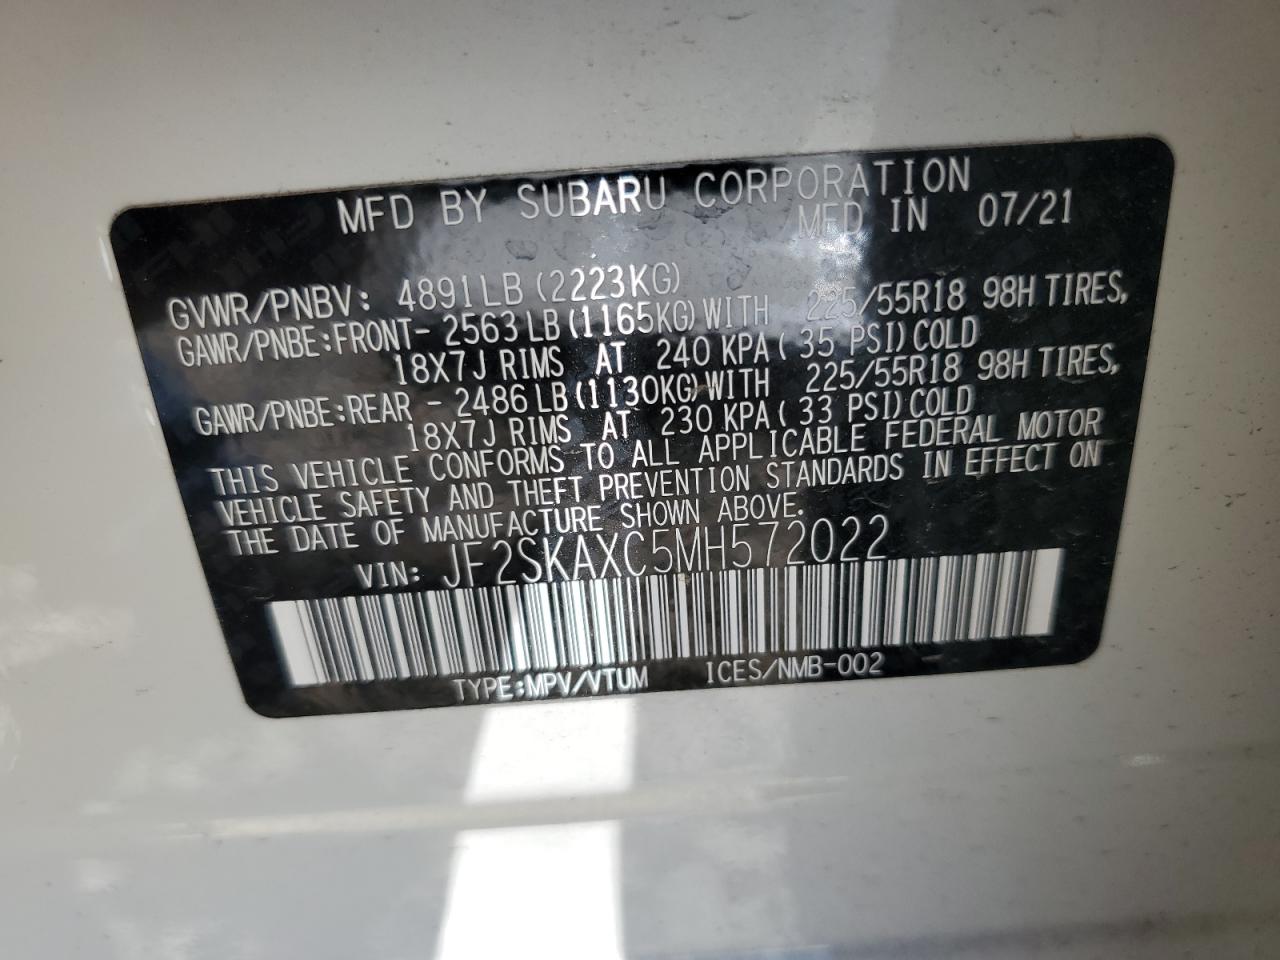 MFD BY SUBARU CORPORATION
MFD IN 07/21
GVWR/PNBV: 4891LB (2223KG)
GAWR/PNBE:FRONT- 2563LB(1165KG)WITH 225/55R18 98H TIRES,
18X7J RIMS AT 240 KPA( 35 PSI)COLD
GAWR/PNBE:REAR - 2486LB(1130KG)WITH 225/55R18 98H TIRES,
18X7J RIMS AT 230 KPA( 33 PSI)COLD
THIS VEHICLE CONFORMS TO ALL APPLICABLE FEDERAL MOTOR
VEHICLE SAFETY AND THEFT PREVENTION STANDARDS IN EFFECT ON
THE DATE OF MANUFACTURE SHOWN ABOVE.
VIN: JF2SKAXC5MH572022
TYPE:MPV/VTUM ICES/NMB-002